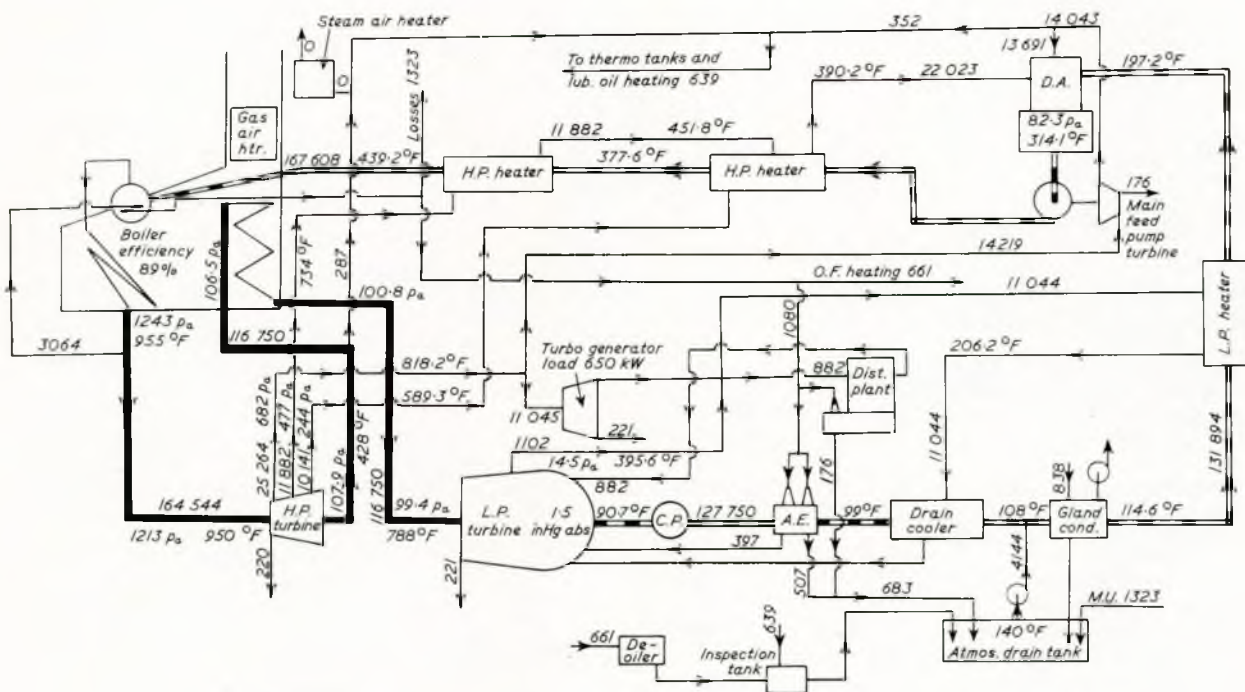 Steam air heater
0
0
352
14 043
13 691
To thermo tanks and
lub. oil heating 639
390·2°F
22 023
D.A.
197·2°F
82·3 pa
314·1°F
Losses 1323
Gas
air
htr.
167 608
439·2°F
11 882
451·8°F
H.P. heater
377·6°F
H.P. heater
176
Main
feed
pump
turbine
14219
Boiler
efficiency
89%
106·5 pa
734°F
287
O.F. heating 661
100·8 pa
11 044
1080
L.P. heater
1243 pa
955°F
116 750
3064
818·2°F
Turbo generator
load 650 kW
882
Dist.
plant
206·2°F
589·3°F
682 pa
477 pa
244 pa
25 264
11 882
10 141
428°F
107·9 pa
116 750
11 045
221
1102
14·5 pa
395·6°F
882
176
11 044
838
131 894
164 544
1213 pa
950°F
H.P.
turbine
99·4 pa
788°F
L.P.
turbine
1·5
inHg abs
90·7°F
C.P.
127 750
A.E.
99°F
Drain
cooler
108°F
Gland
cond.
114·6°F
397
220
221
507
683
4144
M.U. 1323
140°F
Atmos. drain tank
661
De-
oiler
Inspection
tank
639